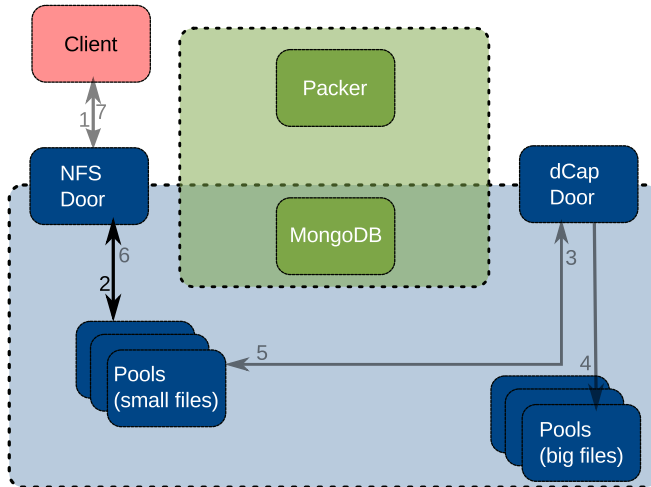 Client
Packer
1
7
NFS
Door
dCap
Door
MongoDB
6
3
2
5
4
Pools
(small files)
Pools
(big files)